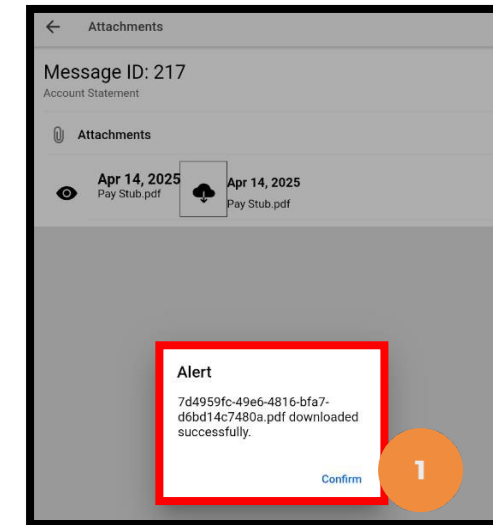 Attachments
Message ID: 217
Account Statement
Attachments
Apr 14, 2025
Pay Stub.pdf
Apr 14, 2025
Pay Stub.pdf
Alert
7d4959fc-49e6-4816-bfa7-
d6bd14c7480a.pdf downloaded
successfully.
Confirm
1